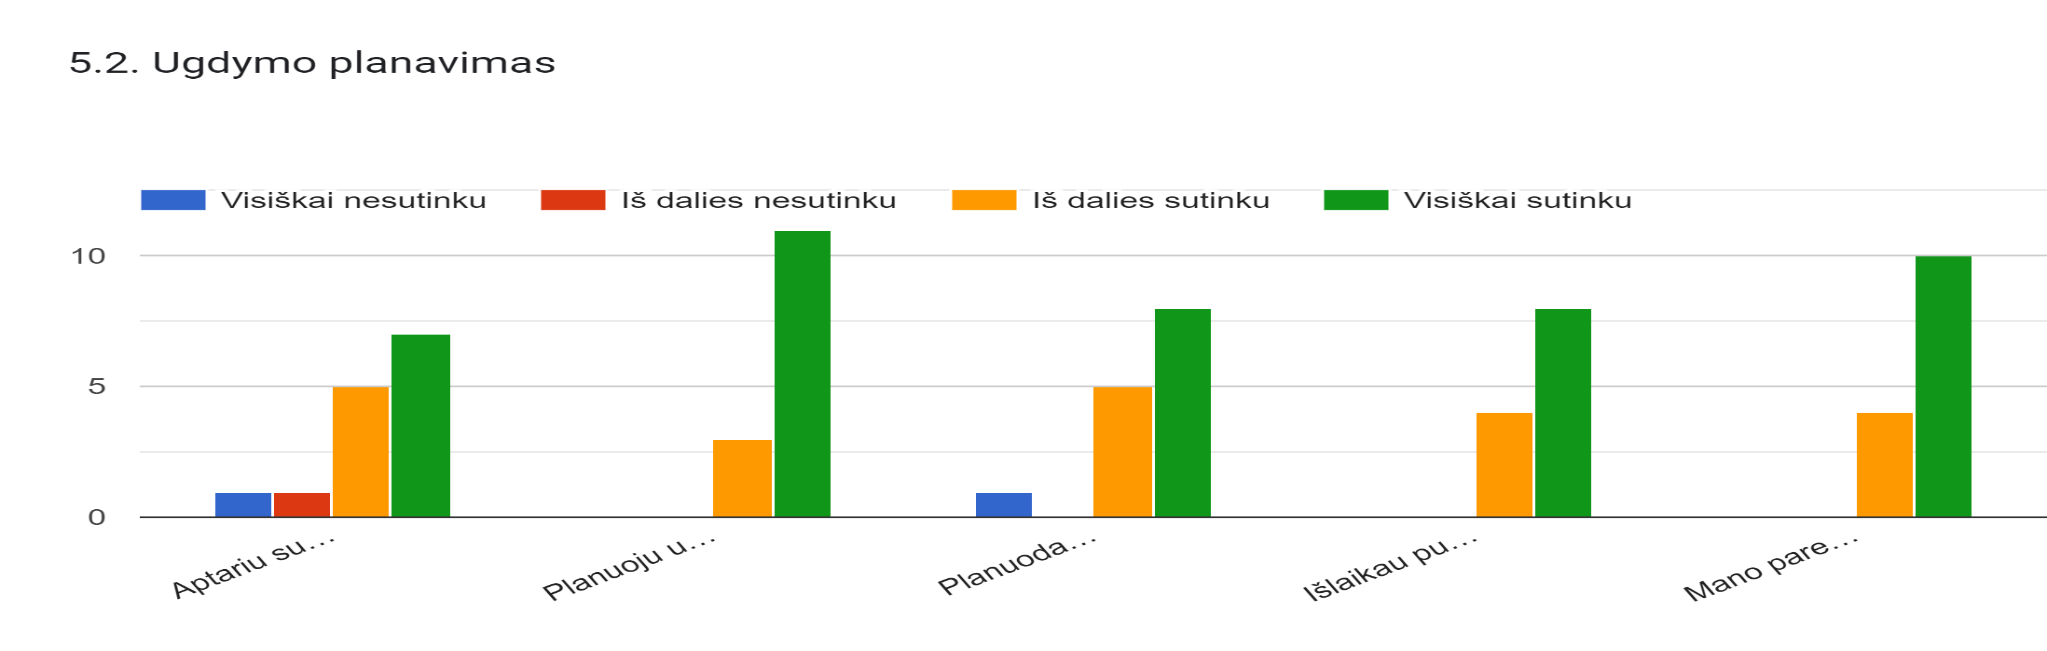 5.2. Ugdymo planavimas
Visiškai nesutinku
Iš dalies nesutinku
Iš dalies sutinku
Visiškai sutinku
10
5
0
Aptariu su…
Planuoju u…
Planuoda…
Išlaikau pu…
Mano pare…